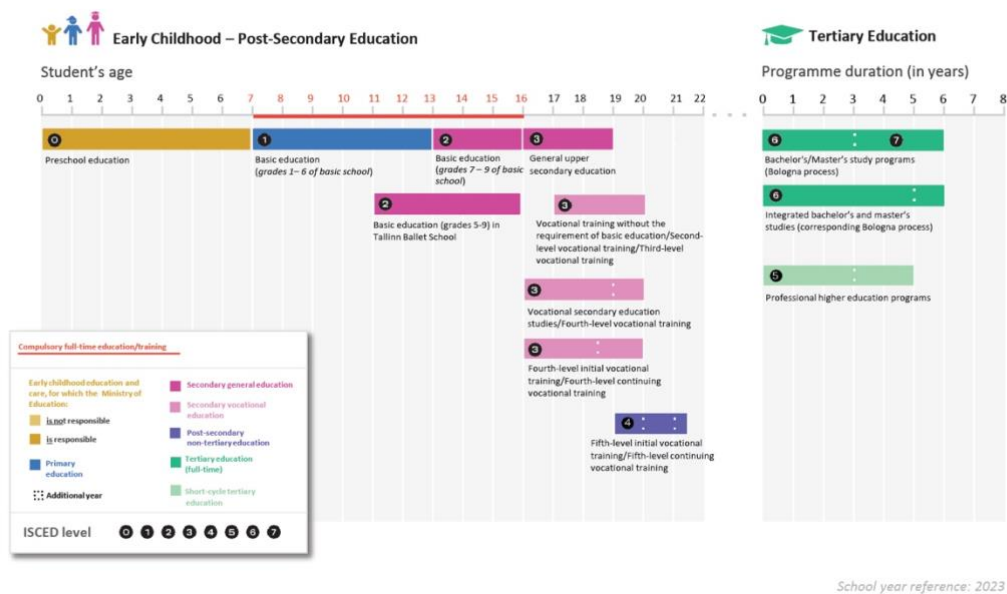 Early Childhood – Post-Secondary Education
Tertiary Education
Student's age
Programme duration (in years)
0 1 2 3 4 5 6 7 8 9 10 11 12 13 14 15 16 17 18 19 20 21 22
0 1 2 3 4 5 6 7 8
0
Preschool education
1
Basic education
(grades 1– 6 of basic school)
2
Basic education
(grades 7 – 9 of basic
school)
3
General upper
secondary education
2
Basic education (grades 5-9) in
Tallinn Ballet School
3
Vocational training without the
requirement of basic education/Second-
level vocational training/Third-level
vocational training
3
Vocational secondary education
studies/Fourth-level vocational training
3
Fourth-level initial vocational
training/Fourth-level continuing
vocational training
4
Fifth-level initial vocational
training/Fifth-level continuing
vocational training
6 7
Bachelor's/Master's study programs
(Bologna process)
6
Integrated bachelor's and master's
studies (corresponding Bologna process)
5
Professional higher education programs
Compulsory full-time education/training
Early childhood education and
care, for which the Ministry of
Education:
is not responsible
is responsible
Primary
education
Additional year
Secondary general education
Secondary vocational
education
Post-secondary
non-tertiary education
Tertiary education
(full-time)
Short-cycle tertiary
education
ISCED level 0 1 2 3 4 5 6 7
School year reference: 2023